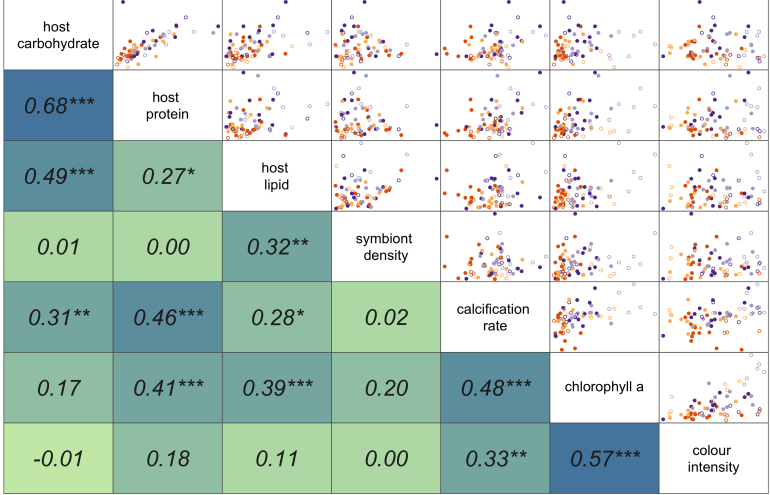 host
carbohydrate
0.68***
host
protein
0.49***
0.27*
host
lipid
0.01
0.00
0.32**
symbiont
density
0.31**
0.46***
0.28*
0.02
calcification
rate
0.17
0.41***
0.39***
0.20
0.48***
chlorophyll a
-0.01
0.18
0.11
0.00
0.33**
0.57***
colour
intensity